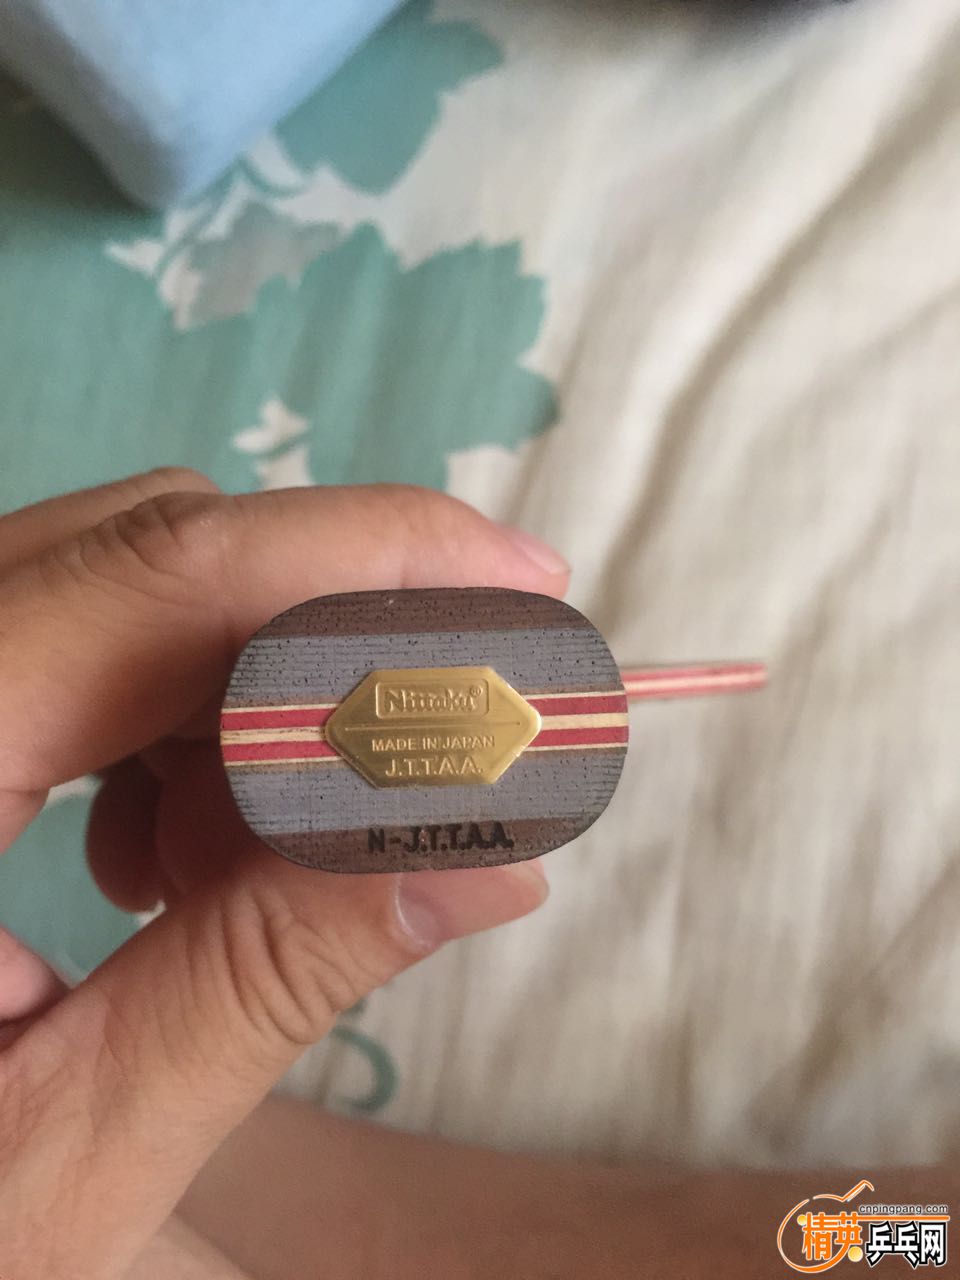 Nittaku®
MADE IN JAPAN
J.T.T.A.A.
N-J.T.T.A.A.
cnpingpang.com
精英乒乓网